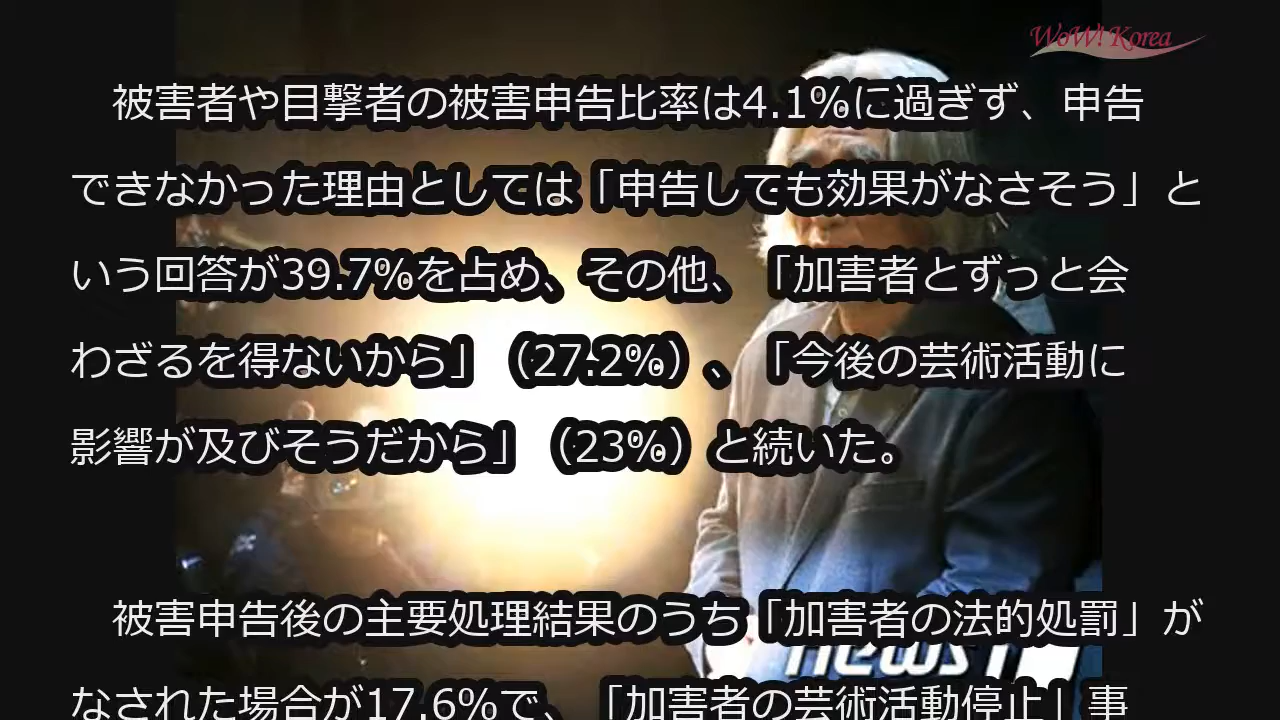 WoW! Korea
被害者や目撃者の被害申告比率は4.1%に過ぎず、申告
できなかった理由としては「申告しても効果がなさそう」と
いう回答が39.7%を占め、その他、「加害者とずっと会
わざるを得ないから」（27.2%）、「今後の芸術活動に
影響が及びそうだから」（23%）と続いた。
被害申告後の主要処理結果のうち「加害者の法的処罰」が
news1
なされた場合が17.6%で、「加害者の芸術活動停止」事